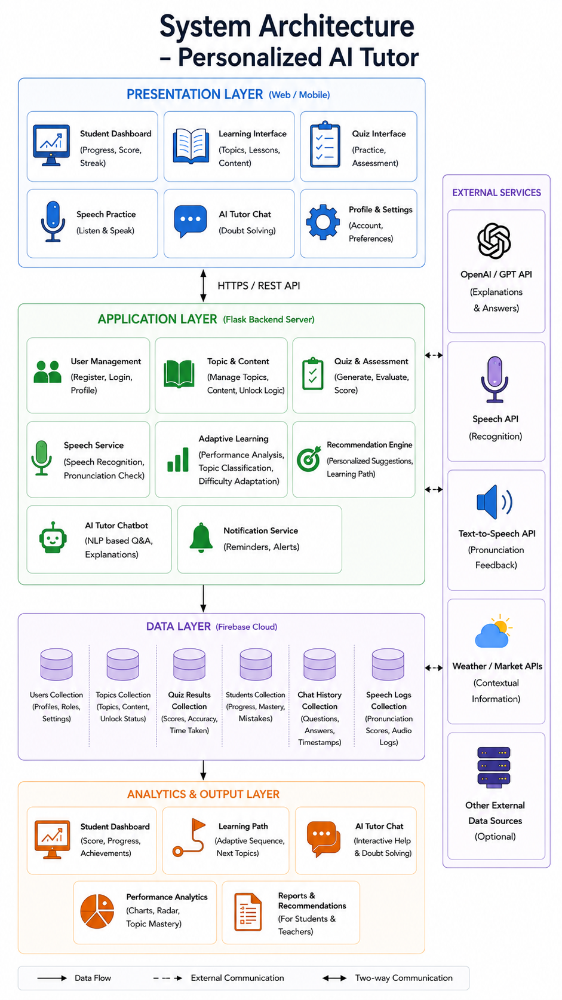 System Architecture
– Personalized AI Tutor
PRESENTATION LAYER (Web / Mobile)
Student Dashboard
(Progress, Score,
Streak)
Learning Interface
(Topics, Lessons,
Content)
Quiz Interface
(Practice,
Assessment)
Speech Practice
(Listen & Speak)
AI Tutor Chat
(Doubt Solving)
Profile & Settings
(Account,
Preferences)
HTTPS / REST API
APPLICATION LAYER (Flask Backend Server)
User Management
(Register, Login,
Profile)
Topic & Content
(Manage Topics,
Content, Unlock Logic)
Quiz & Assessment
(Generate, Evaluate,
Score)
Speech Service
(Speech Recognition,
Pronunciation Check)
Adaptive Learning
(Performance Analysis,
Topic Classification,
Difficulty Adaptation)
Recommendation Engine
(Personalized Suggestions,
Learning Path)
AI Tutor Chatbot
(NLP based Q&A,
Explanations)
Notification Service
(Reminders, Alerts)
DATA LAYER (Firebase Cloud)
Users Collection
(Profiles, Roles,
Settings)
Topics Collection
(Topics, Content,
Unlock Status)
Quiz Results
Collection
(Scores, Accuracy,
Time Taken)
Students Collection
(Progress, Mastery,
Mistakes)
Chat History
Collection
(Questions,
Answers,
Timestamps)
Speech Logs
Collection
(Pronunciation
Scores, Audio
Logs)
ANALYTICS & OUTPUT LAYER
Student Dashboard
(Score, Progress,
Achievements)
Learning Path
(Adaptive Sequence,
Next Topics)
AI Tutor Chat
(Interactive Help
& Doubt Solving)
Performance Analytics
(Charts, Radar,
Topic Mastery)
Reports &
Recommendations
(For Students &
Teachers)
EXTERNAL SERVICES
OpenAI / GPT API
(Explanations
& Answers)
Speech API
(Recognition)
Text-to-Speech API
(Pronunciation
Feedback)
Weather / Market APIs
(Contextual
Information)
Other External
Data Sources
(Optional)
Data Flow
External Communication
Two-way Communication